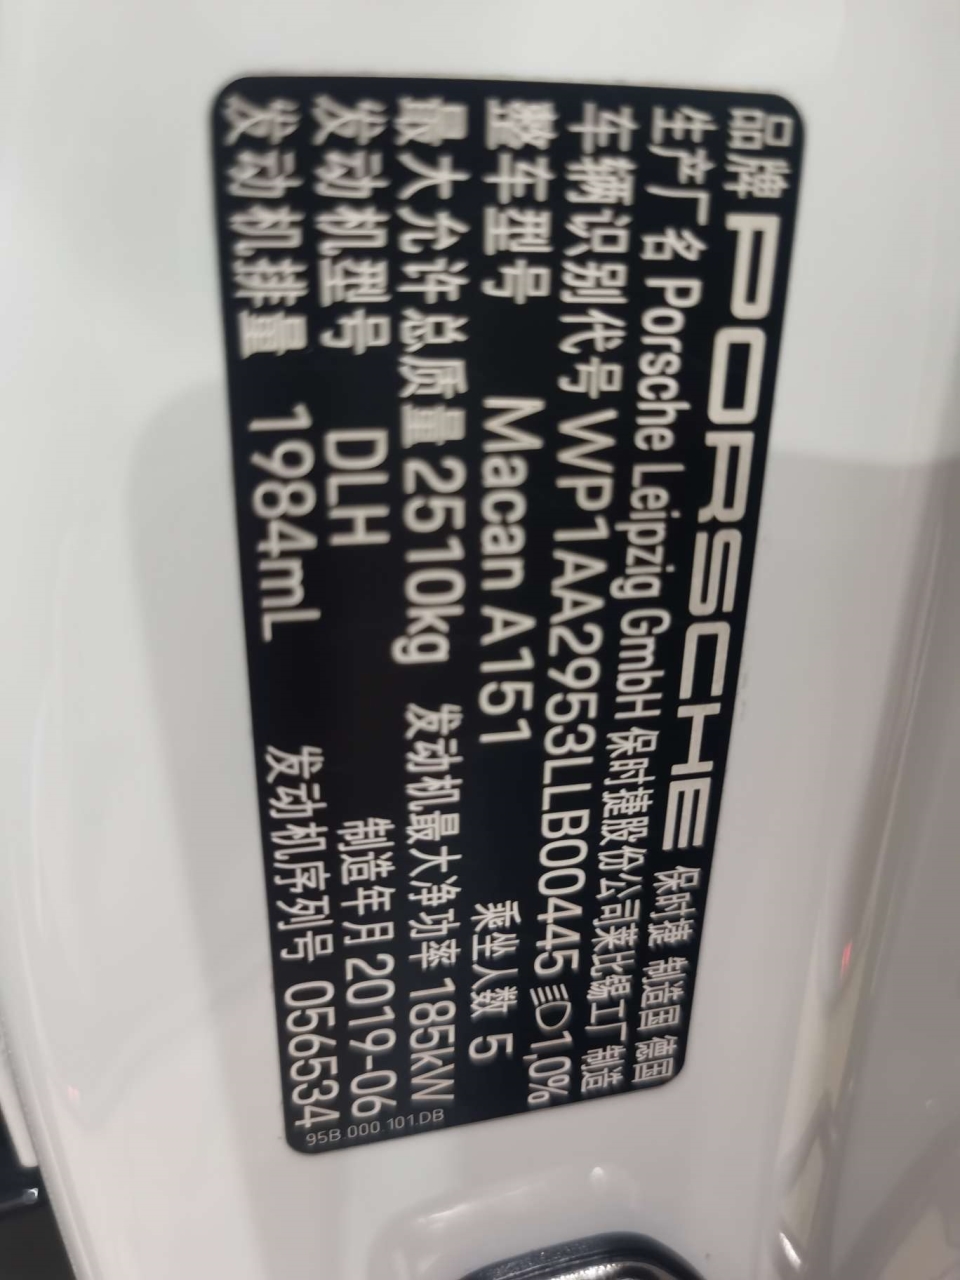 品牌 PORSCHE 保时捷 制造国 德国
生产厂名 Porsche Leipzig GmbH 保时捷股份公司莱比锡工厂 制造
车辆识别代号 WP1AA2953LLB00445 1,0%
整车型号 Macan A151 乘坐人数 5
最大允许总质量 2510kg 发动机最大净功率 185kW
发动机型号 DLH 制造年月 2019-06
发动机排量 1984mL 发动机序列号 056534
95B.000.101.DB